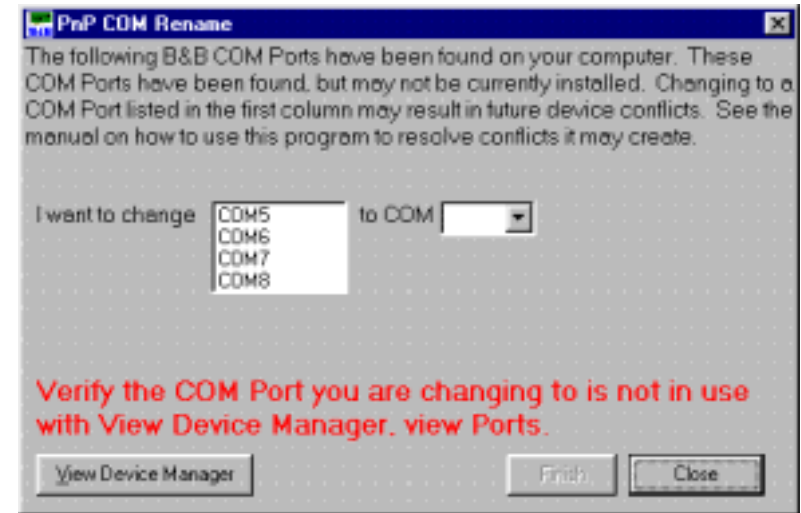 PnP COM Rename
The following B&B COM Ports have been found on your computer. These
COM Ports have been found, but may not be currently installed. Changing to a
COM Port listed in the first column may result in future device conflicts. See the
manual on how to use this program to resolve conflicts it may create.
I want to change COM5 to COM
COM6
COM7
COM8
Verify the COM Port you are changing to is not in use
with View Device Manager, view Ports.
View Device Manager Finish Close